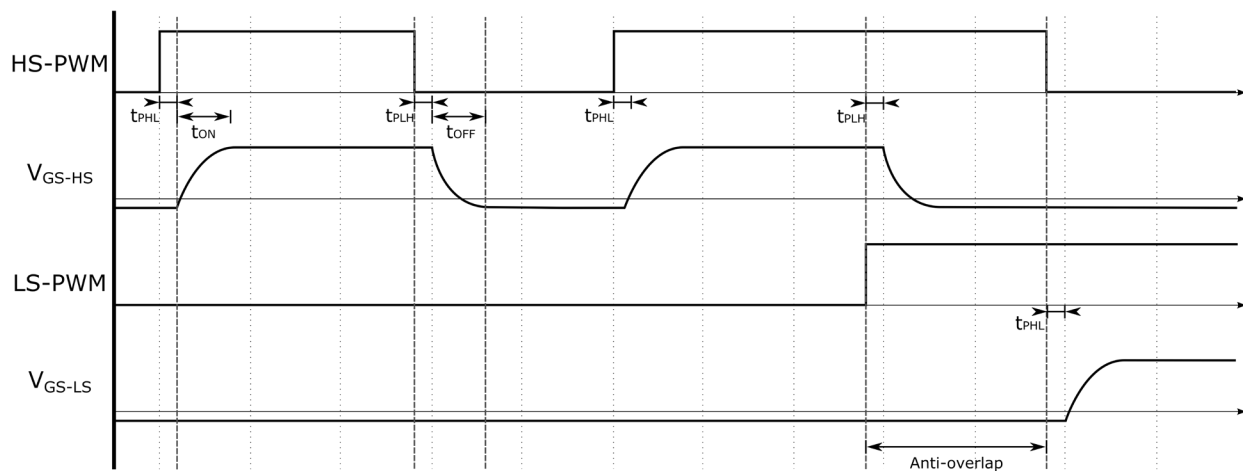 HS-PWM
tPHL
tON
tPLH
tOFF
tPHL
tPLH
VGS-HS
LS-PWM
tPHL
VGS-LS
Anti-overlap